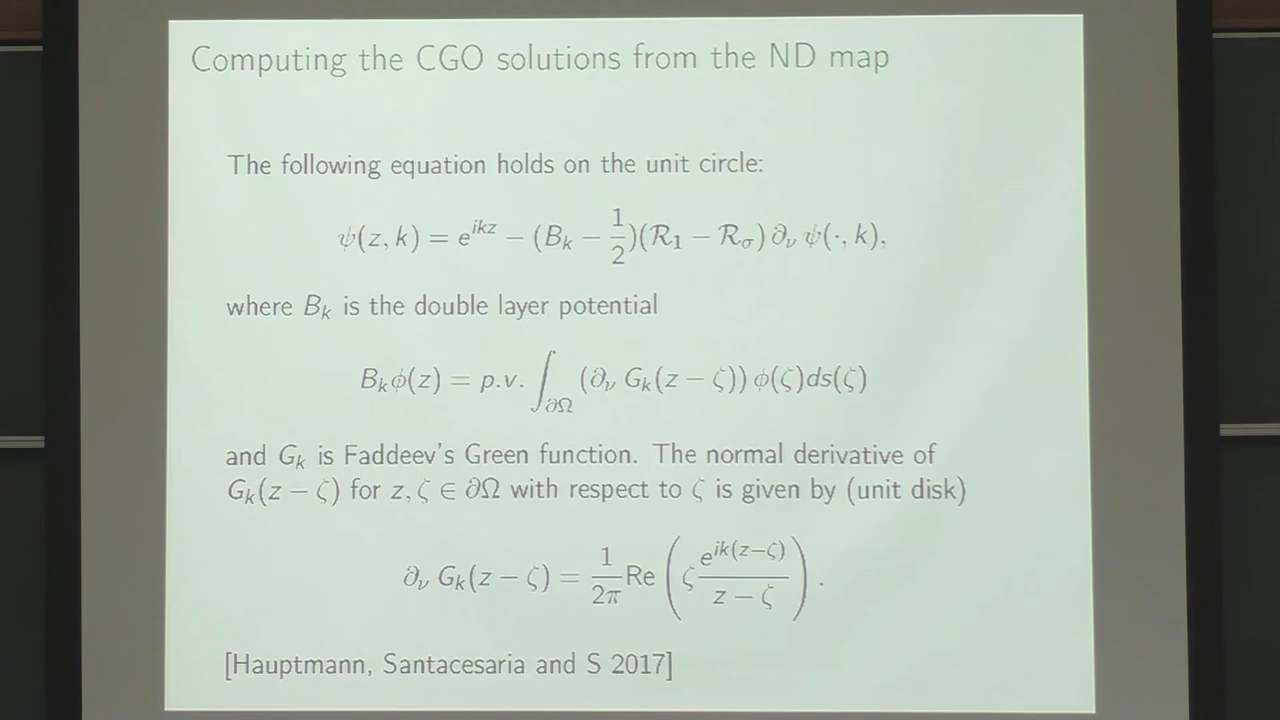 Computing the CGO solutions from the ND map
The following equation holds on the unit circle:
ψ(z, k) = e^{ikz} − (B_k − 1/2)(ℛ_1 − ℛ_σ) ∂_ν ψ(·, k),
where B_k is the double layer potential
B_kϕ(z) = p.v. ∫_{∂Ω} (∂_ν G_k(z − ζ)) ϕ(ζ)ds(ζ)
and G_k is Faddeev's Green function. The normal derivative of
G_k(z − ζ) for z, ζ ∈ ∂Ω with respect to ζ is given by (unit disk)
∂_ν G_k(z − ζ) = 1/2π Re (ζ e^{ik(z−ζ)}/z − ζ).
[Hauptmann, Santacesaria and S 2017]